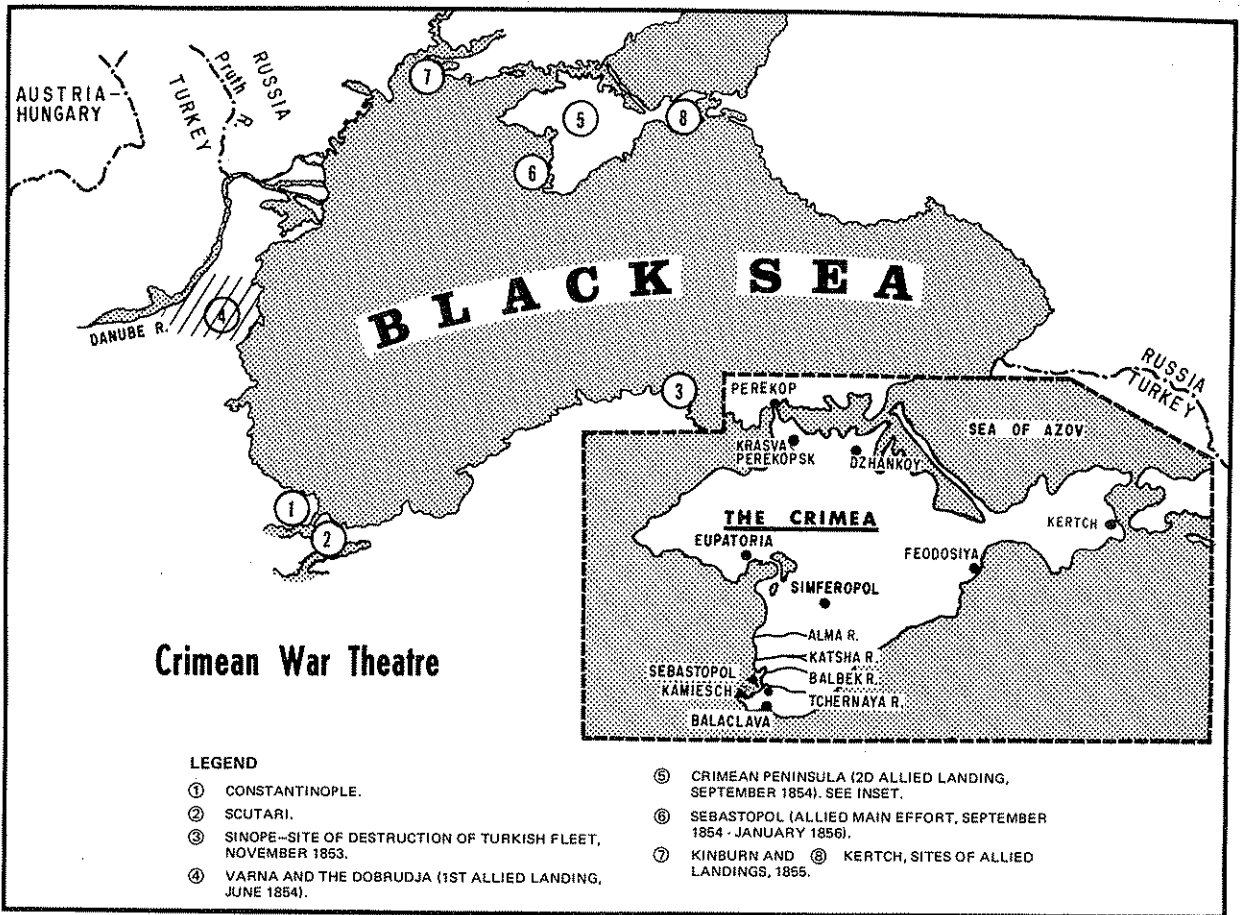 AUSTRIA-
HUNGARY
TURKEY
Pruth R.
RUSSIA
7
5
8
6
BLACK SEA
4
DANUBE R.
3
RUSSIA
TURKEY
1
2
PEREKOP
SEA OF AZOV
KRASVA
PEREKOPSK
DZHANKOY
THE CRIMEA
KERTCH
EUPATORIA
FEODOSIYA
SIMFEROPOL
ALMA R.
KATSHA R.
SEBASTOPOL
BALBEK R.
KAMIESCH
TCHERNAYA R.
BALACLAVA
Crimean War Theatre
LEGEND
① CONSTANTINOPLE.
② SCUTARI.
③ SINOPE--SITE OF DESTRUCTION OF TURKISH FLEET,
NOVEMBER 1853.
④ VARNA AND THE DOBRUDJA (1ST ALLIED LANDING,
JUNE 1854).
⑤ CRIMEAN PENINSULA (2D ALLIED LANDING,
SEPTEMBER 1854). SEE INSET.
⑥ SEBASTOPOL (ALLIED MAIN EFFORT, SEPTEMBER
1854 - JANUARY 1856).
⑦ KINBURN AND ⑧ KERTCH, SITES OF ALLIED
LANDINGS, 1855.